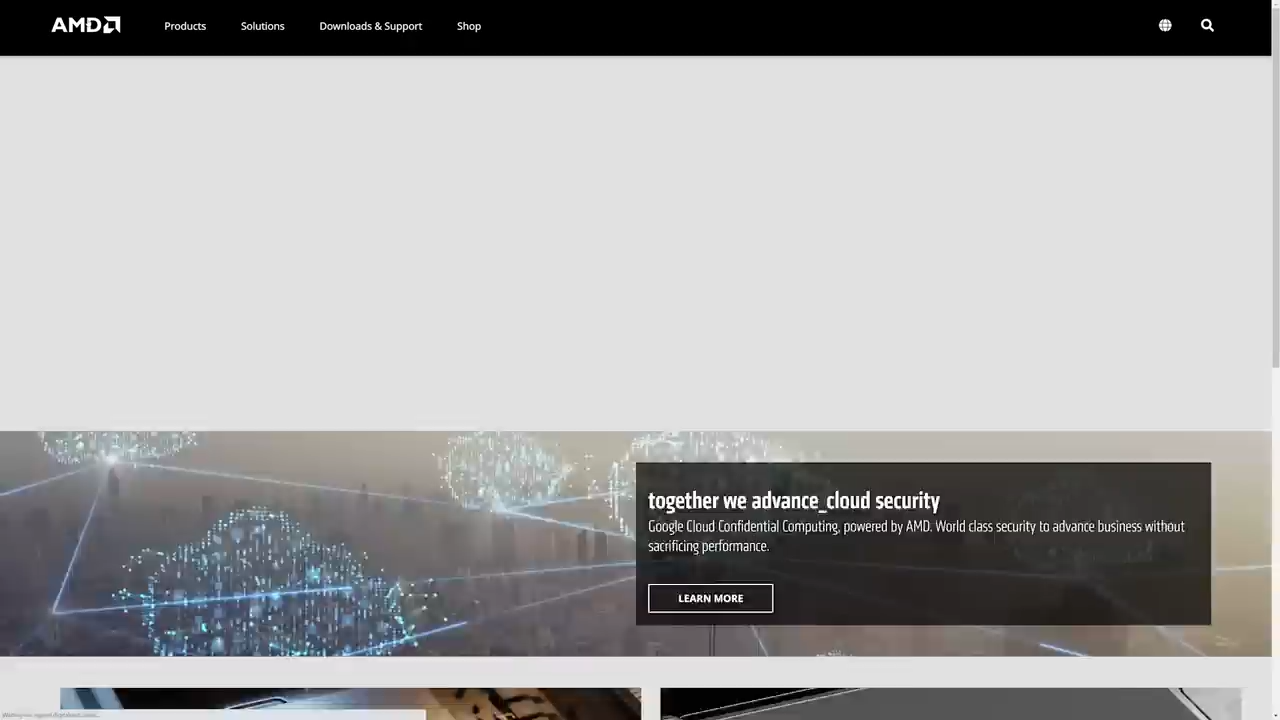 AMD
Products
Solutions
Downloads & Support
Shop
together we advance_cloud security
Google Cloud Confidential Computing, powered by AMD. World class security to advance business without
sacrificing performance.
LEARN MORE